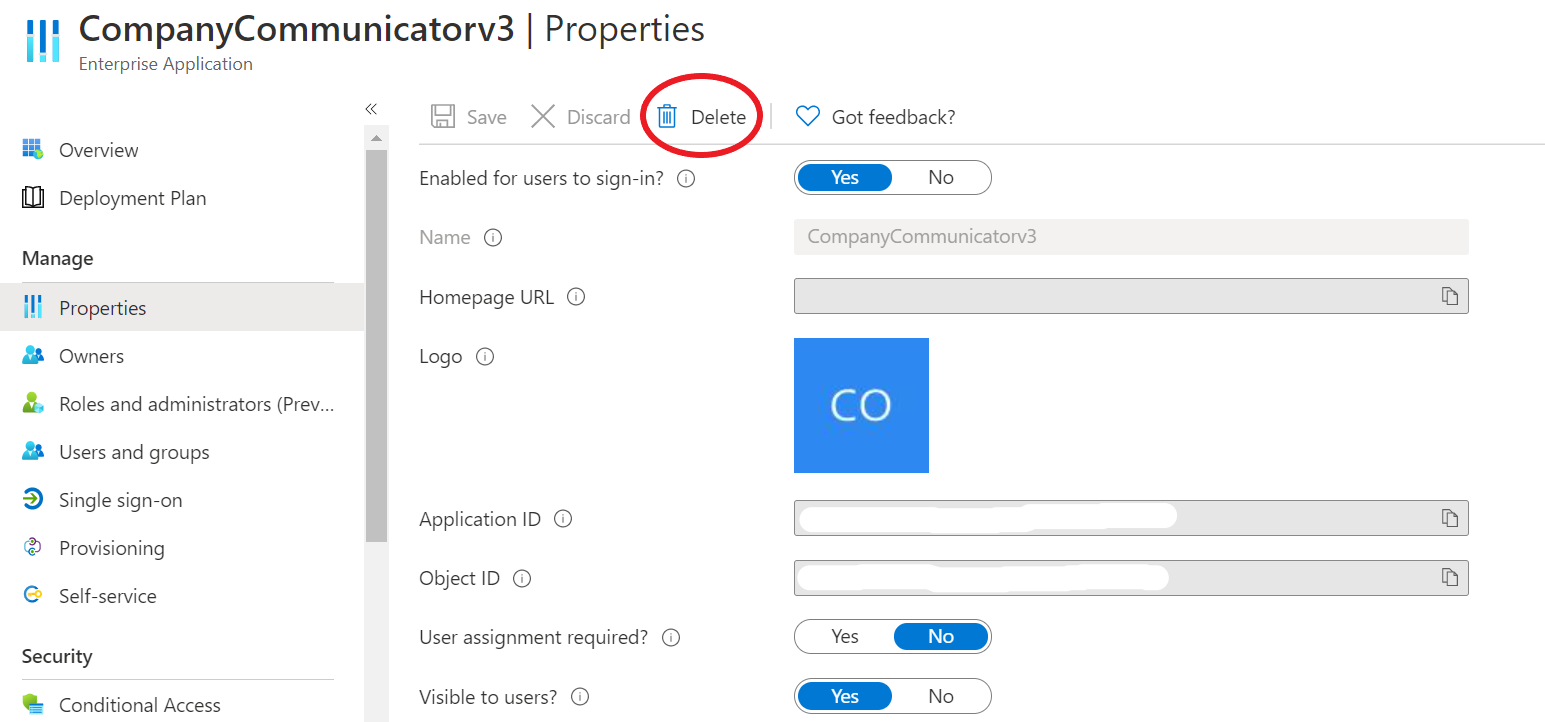 CompanyCommunicatorv3 | Properties
Enterprise Application
«
Save
Discard
Delete
Got feedback?
Overview
Deployment Plan
Manage
Properties
Owners
Roles and administrators (Prev...
Users and groups
Single sign-on
Provisioning
Self-service
Security
Conditional Access
Enabled for users to sign-in?
Yes No
Name
CompanyCommunicatorv3
Homepage URL
Logo
CO
Application ID
Object ID
User assignment required?
Yes No
Visible to users?
Yes No